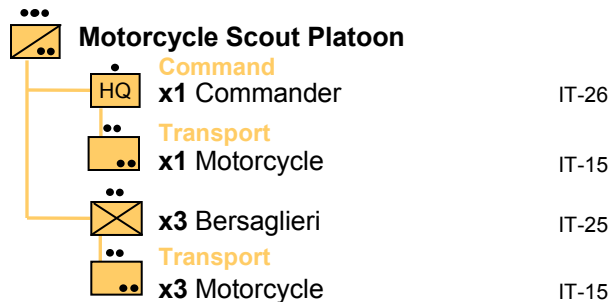 Motorcycle Scout Platoon
Command
HQ x1 Commander IT-26
Transport
x1 Motorcycle IT-15
x3 Bersaglieri IT-25
Transport
x3 Motorcycle IT-15